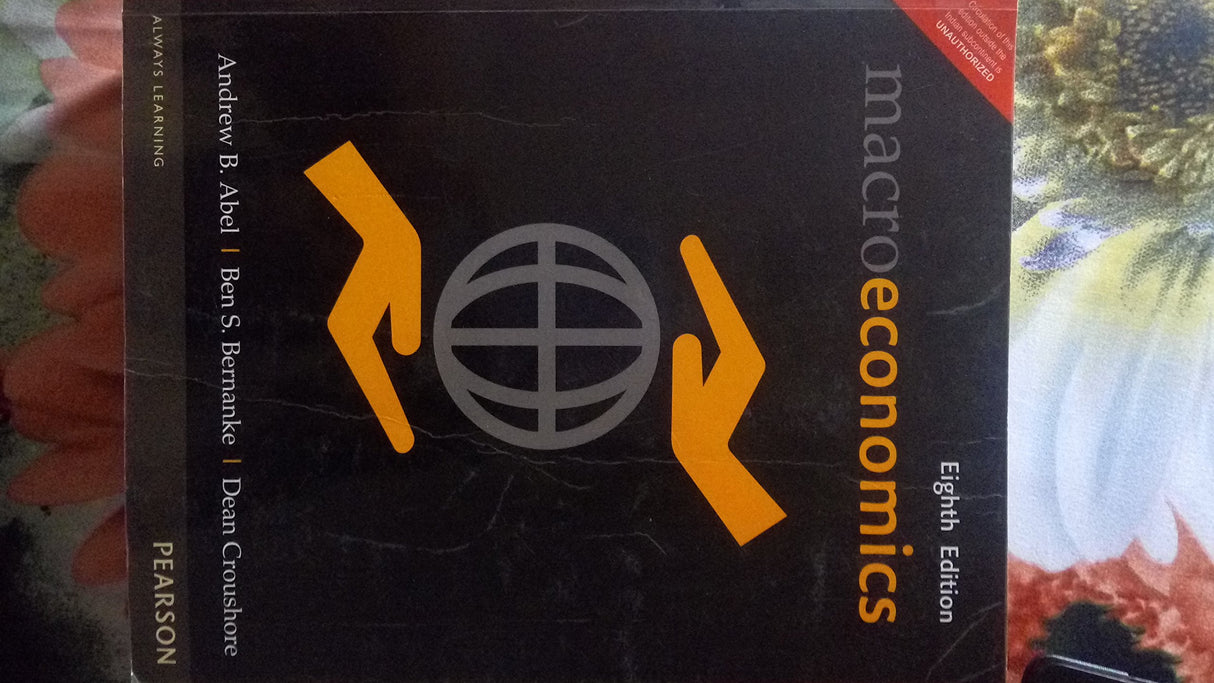 Circulation of this
edition outside the
Indian subcontinent is
UNAUTHORIZED
Eighth Edition
macroeconomics
Andrew B. Abel | Ben S. Bernanke | Dean Croushore
ALWAYS LEARNING
PEARSON